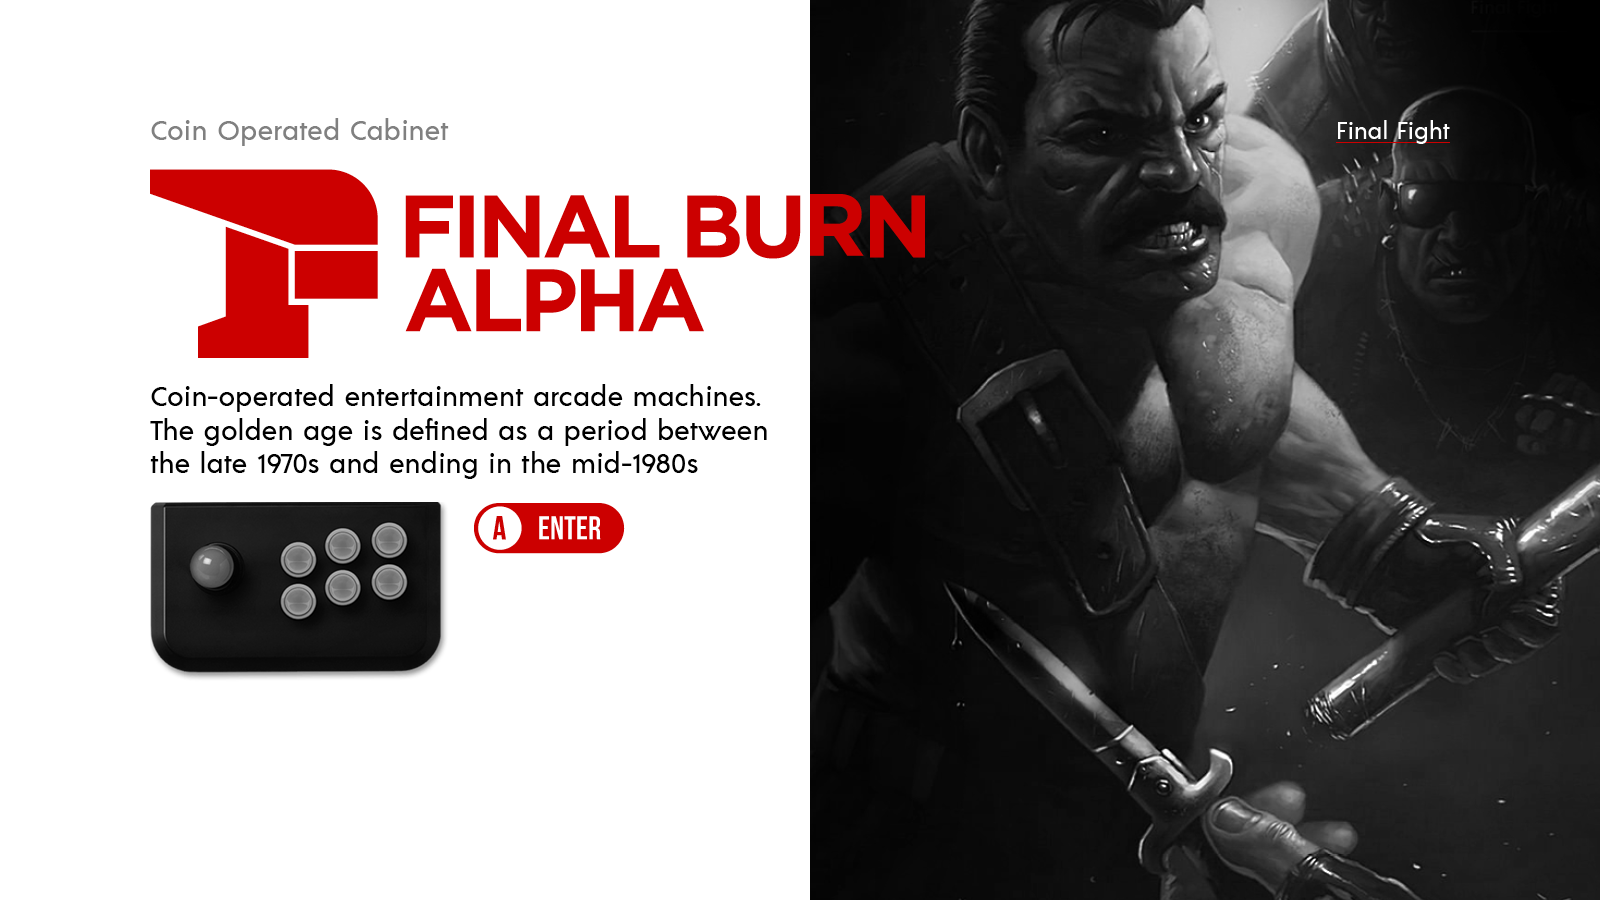 Coin Operated Cabinet
Final Fight
FINAL BURN
ALPHA
Coin-operated entertainment arcade machines.
The golden age is defined as a period between
the late 1970s and ending in the mid-1980s
A ENTER